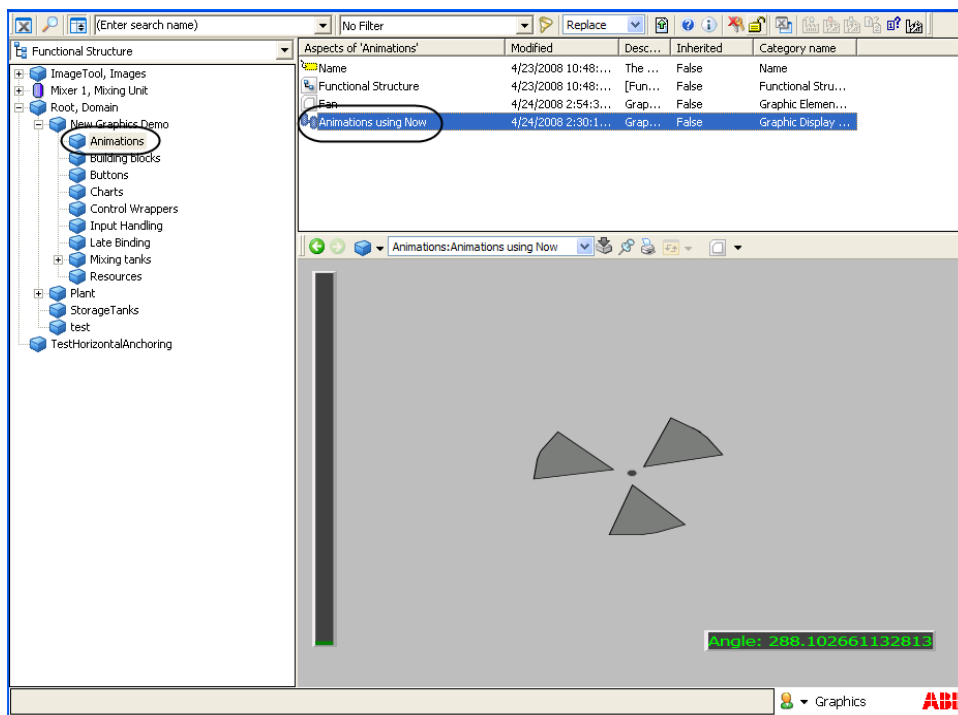 (Enter search name)
No Filter
Replace
Functional Structure
ImageTool, Images
Mixer 1, Mixing Unit
Root, Domain
New Graphics Demo
Animations
Building blocks
Buttons
Charts
Control Wrappers
Input Handling
Late Binding
Mixing tanks
Resources
Plant
StorageTanks
test
TestHorizontalAnchoring
Aspects of 'Animations' Modified Desc... Inherited Category name
Name 4/23/2008 10:48:... The ... False Name
Functional Structure 4/23/2008 10:48:... [Fun... False Functional Stru...
Fan 4/24/2008 2:54:3... Grap... False Graphic Elemen...
Animations using Now 4/24/2008 2:30:1... Grap... False Graphic Display ...
Animations:Animations using Now
Angle: 288.102661132813
Graphics